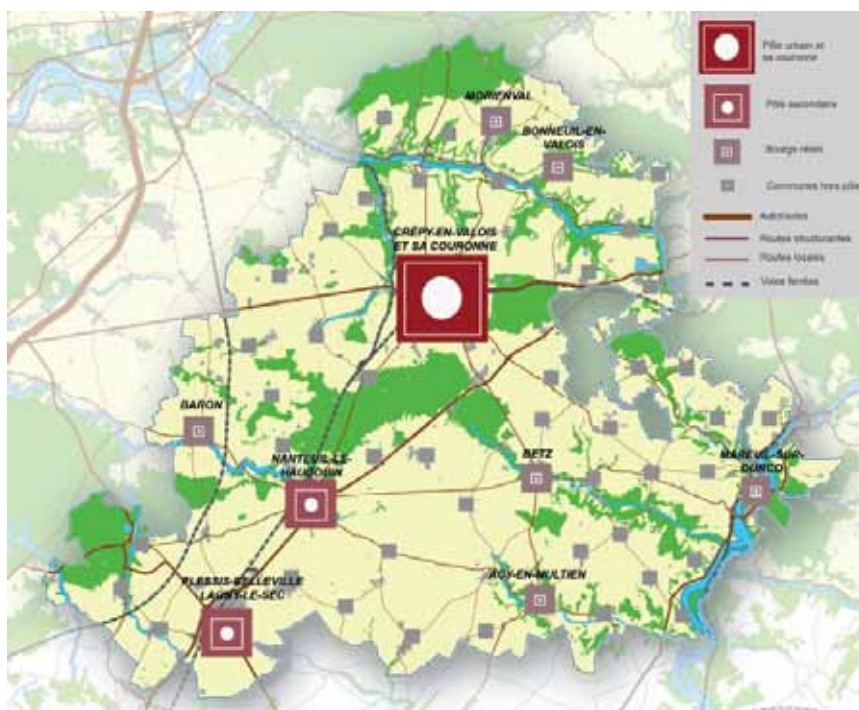 Pôle urbain et
sa couronne
Pôle secondaire
Bourgs relais
Communes hors pôle
Autoroutes
Routes structurantes
Routes locales
Voies ferrées
MORIENVAL
BONNEUIL-EN-
VALOIS
CRÉPY-EN-VALOIS
ET SA COURONNE
BARON
NANTEUIL-LE-
HAUDOUIN
BETZ
MAREUIL-SUR-
OURCQ
PLESSIS-BELLEVILLE
LAGNY-LE-SEC
ACY-EN-MULTIEN